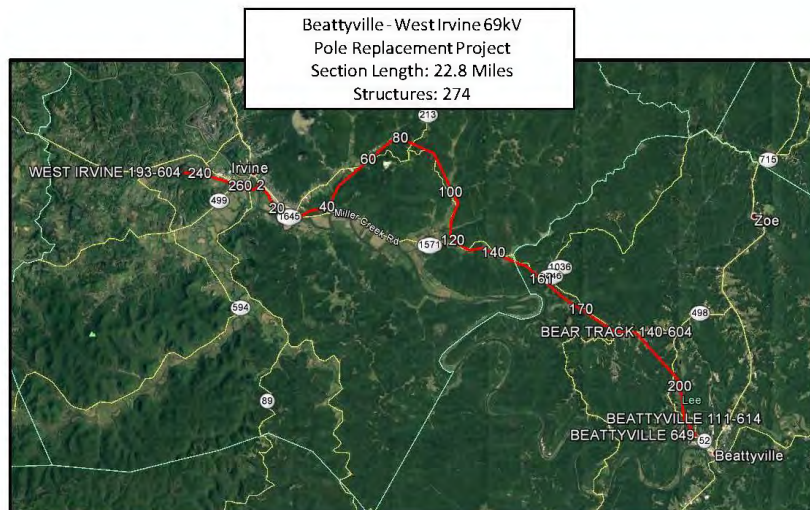 Beattyville - West Irvine 69kV
Pole Replacement Project
Section Length: 22.8 Miles
Structures: 274
213
80
715
WEST IRVINE 193-604
240
Irvine
60
260 2
499
20
1645
40
Miller Creek Rd
100
Zoe
1571
120
140
1036
161
170
498
594
BEAR TRACK 140-604
200
Lee
89
BEATTYVILLE 111-614
BEATTYVILLE 649
52
Beattyville